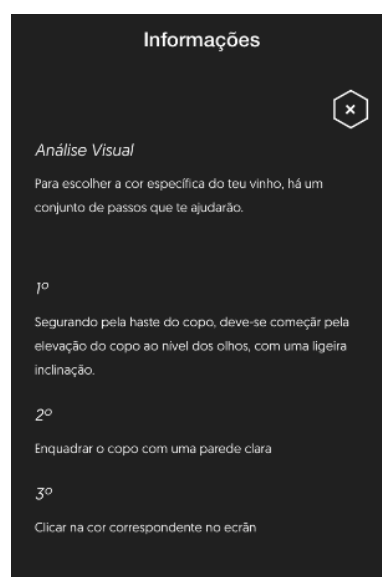 Informações
×
Análise Visual
Para escolher a cor específica do teu vinho, há um
conjunto de passos que te ajudarão.
1º
Segurando pela haste do copo, deve-se começãr pela
elevação do copo ao nível dos olhos, com uma ligeira
inclinação.
2º
Enquadrar o copo com uma parede clara
3º
Clicar na cor correspondente no ecrãn